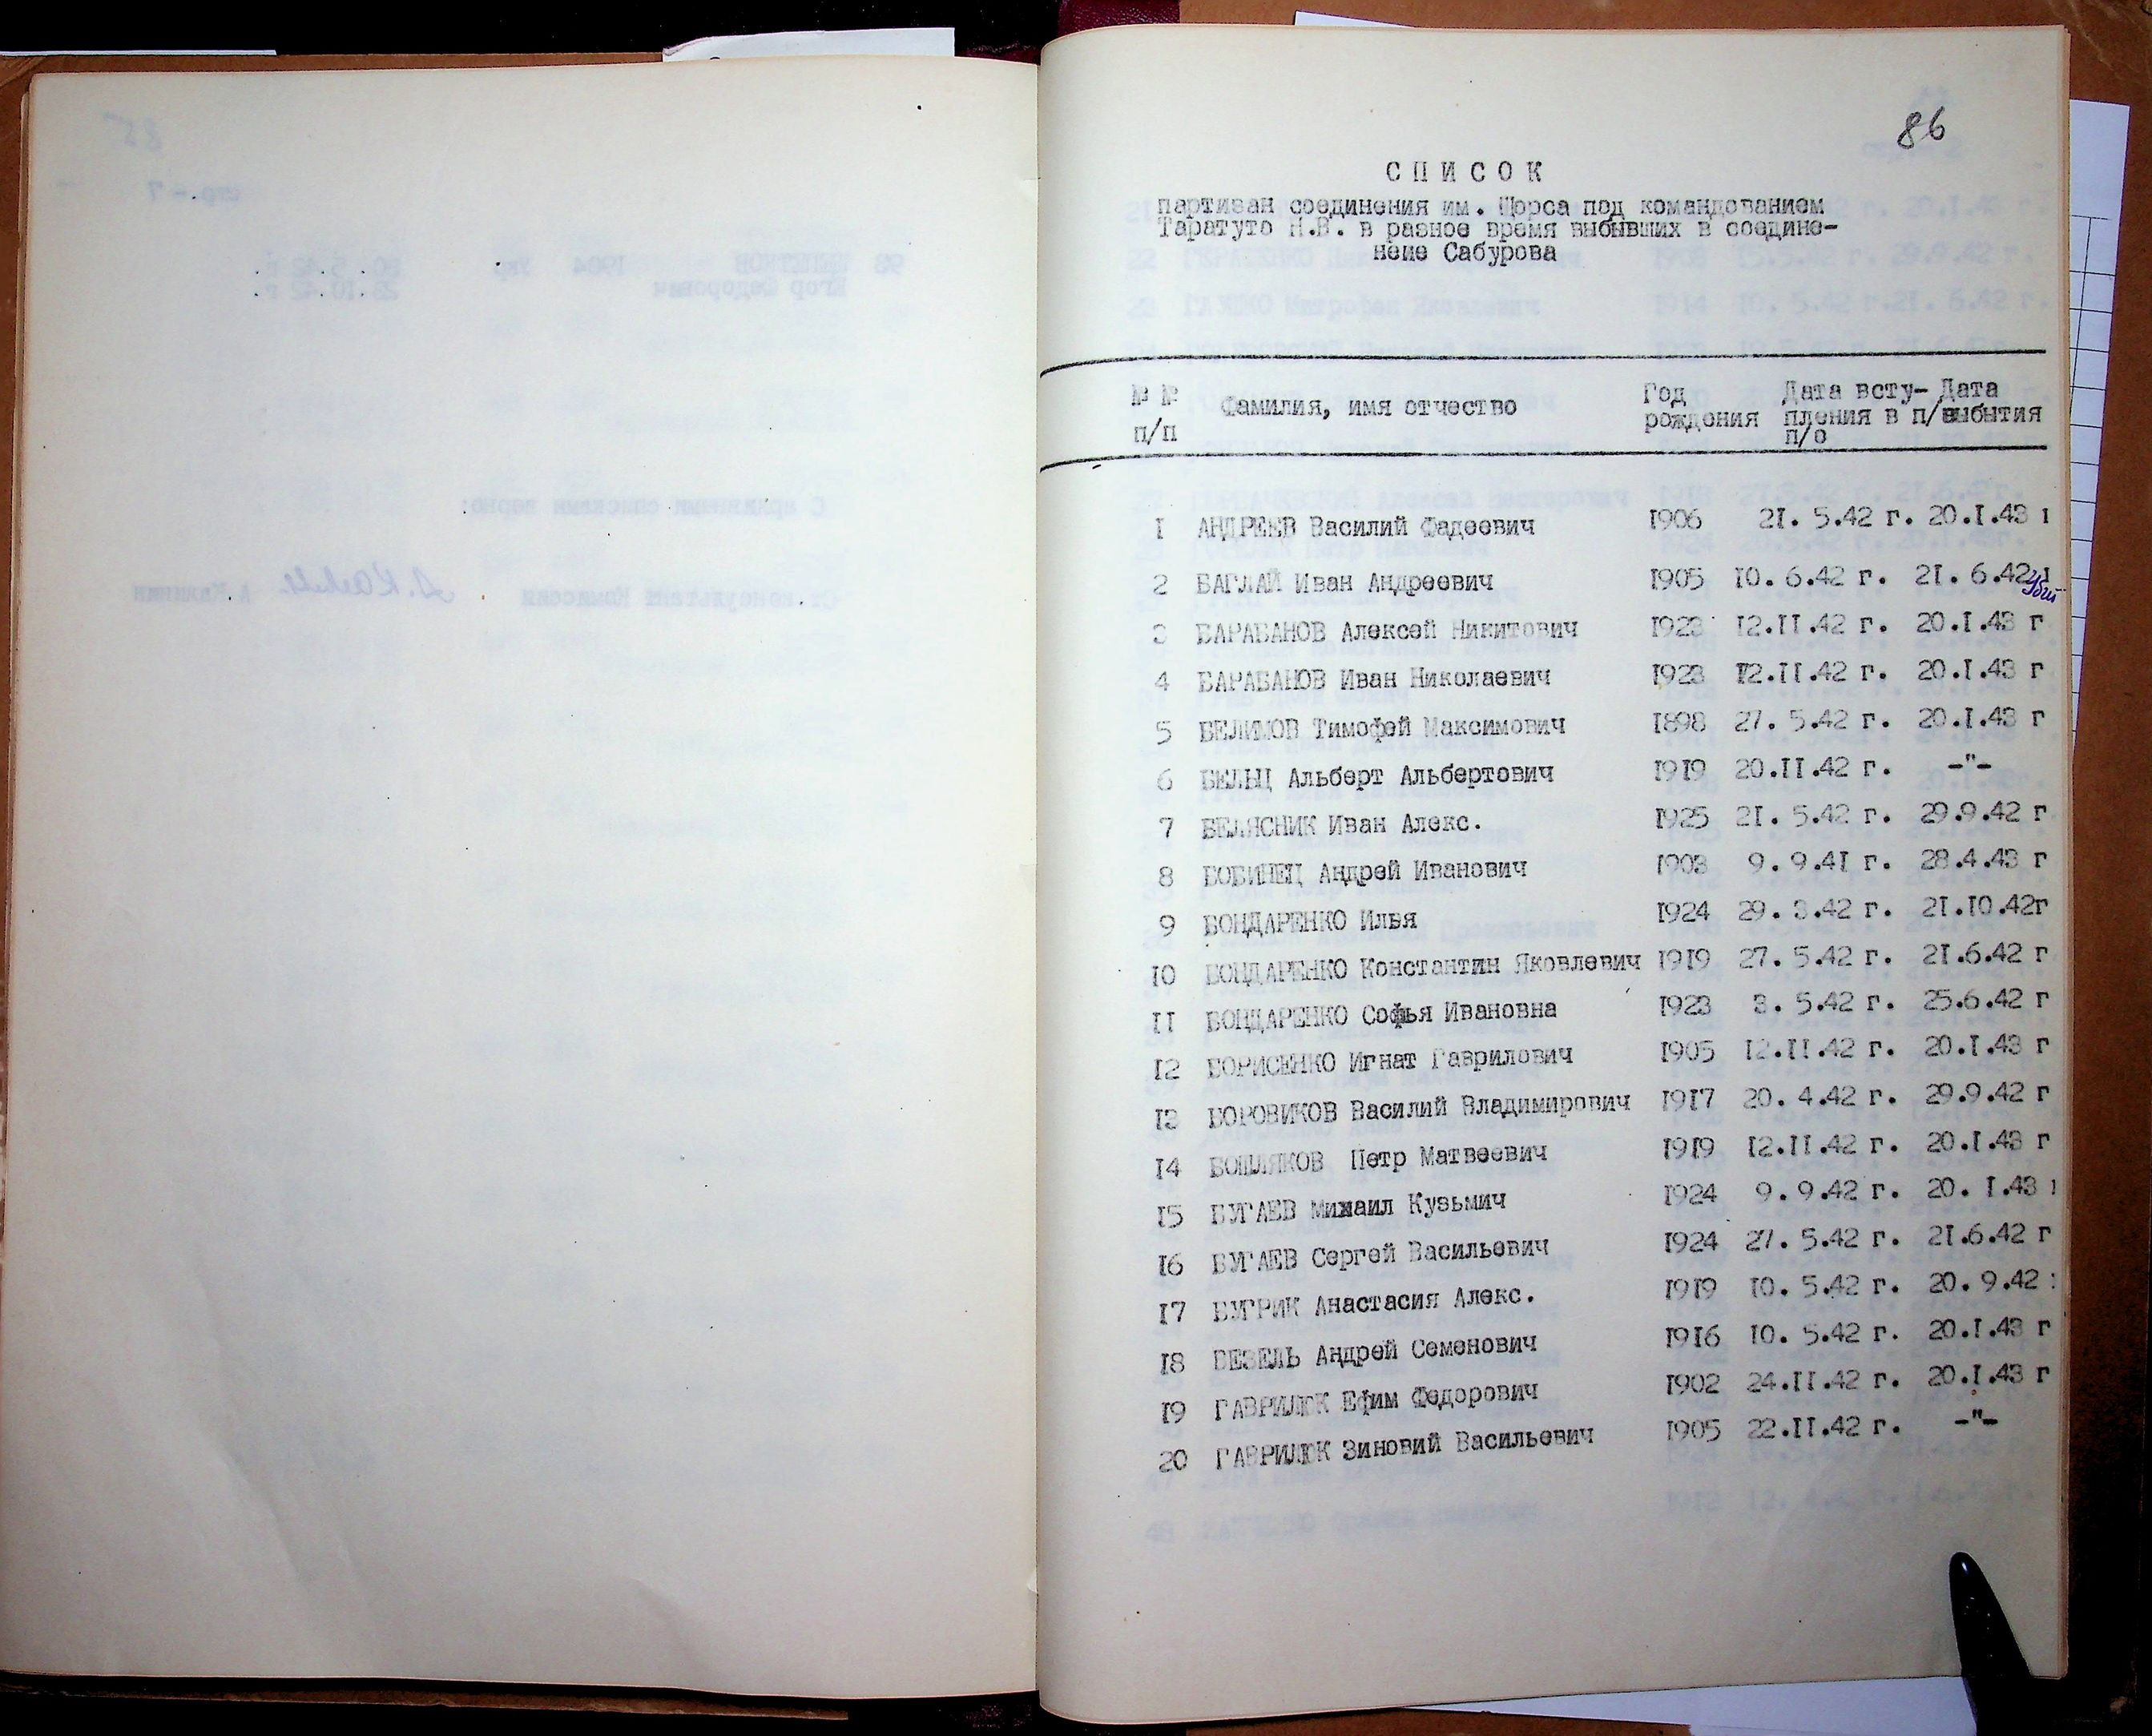 86
СПИСОК
партизан соединения им. Щорса под командованием
Таратуто Н.В. в разное время выбывших в соедине-
неие Сабурова
№ № Фамилия, имя отчество Год Дата всту- Дата
п/п рождения пления в п/выбытия
п/о
1 АНДРЕЕВ Василий Фадеевич 1906 21. 5.42 г. 20.I.43
2 БАГЛАЙ Иван Андреевич 1905 10. 6.42 г. 21. 6.42
3 БАРАБАНОВ Алексей Никитович 1923 12.II.42 г. 20.I.43 г
4 БАРАБАНОВ Иван Николаевич 1923 12.II.42 г. 20.I.43 г
5 БЕЛИМОВ Тимофей Максимович 1898 27. 5.42 г. 20.I.43 г
6 БЕЛЬЦ Альберт Альбертович 1919 20.II.42 г. -"-
7 БЕЛЯСНИК Иван Алекс. 1925 21. 5.42 г. 29.9.42 г
8 БОБИНЕЦ Андрей Иванович 1903 9. 9.41 г. 28.4.43 г
9 БОНДАРЕНКО Илья 1924 29. 3.42 г. 21.10.42г
10 БОНДАРЕНКО Константин Яковлевич 1919 27. 5.42 г. 21.6.42 г
11 БОНДАРЕНКО Софья Ивановна 1923 3. 5.42 г. 25.6.42 г
12 БОРИСЕНКО Игнат Гаврилович 1905 12.II.42 г. 20.I.43 г
13 БОРОВИКОВ Василий Владимирович 1917 20. 4.42 г. 29.9.42 г
14 БОШЛЯКОВ Петр Матвеевич 1919 12.II.42 г. 20.I.43 г
15 БУГАЕВ Михаил Кузьмич 1924 9. 9.42 г. 20. I.43
16 БУГАЕВ Сергей Васильевич 1924 27. 5.42 г. 21.6.42 г
17 БУГРИК Анастасия Алекс. 1919 10. 5.42 г. 20. 9.42
18 ВЕЗЕЛЬ Андрей Семенович 1916 10. 5.42 г. 20.I.43 г
19 ГАВРИЛЮК Ефим Федорович 1902 24.II.42 г. 20.I.43 г
20 ГАВРИЛЮК Зиновий Васильевич 1905 22.II.42 г. -"-